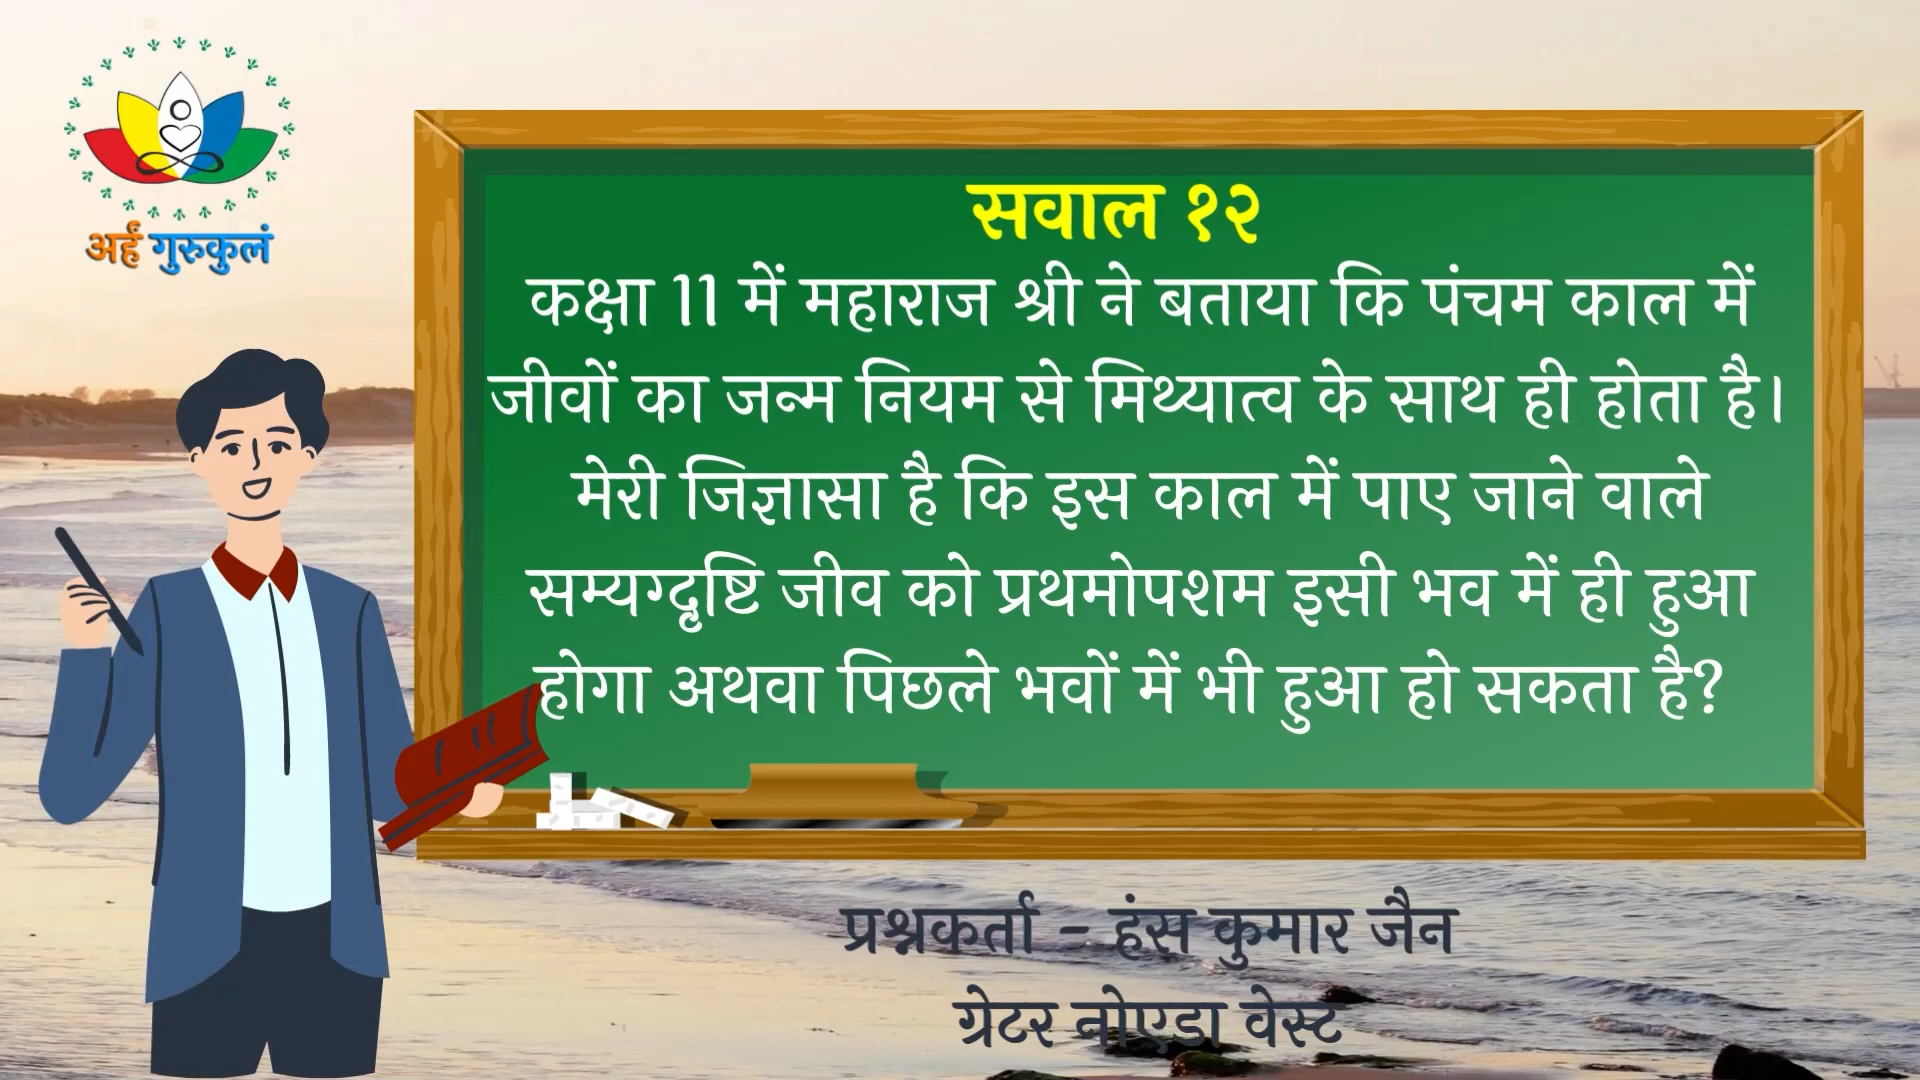 अर्हं गुरुकुलं
सवाल १२
कक्षा 11 में महाराज श्री ने बताया कि पंचम काल में
जीवों का जन्म नियम से मिथ्यात्व के साथ ही होता है।
मेरी जिज्ञासा है कि इस काल में पाए जाने वाले
सम्यग्दृष्टि जीव को प्रथमोपशम इसी भव में ही हुआ
होगा अथवा पिछले भवों में भी हुआ हो सकता है?
प्रश्नकर्ता - हंस कुमार जैन
ग्रेटर नोएडा वेस्ट